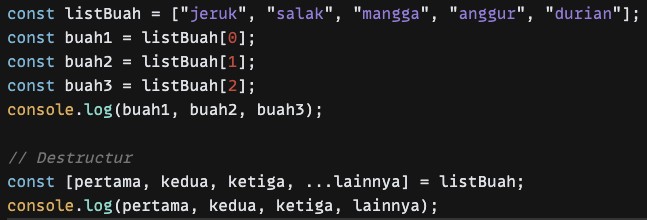 const listBuah = ["jeruk", "salak", "mangga", "anggur", "durian"];
const buah1 = listBuah[0];
const buah2 = listBuah[1];
const buah3 = listBuah[2];
console.log(buah1, buah2, buah3);
// Destructur
const [pertama, kedua, ketiga, ...lainnya] = listBuah;
console.log(pertama, kedua, ketiga, lainnya);